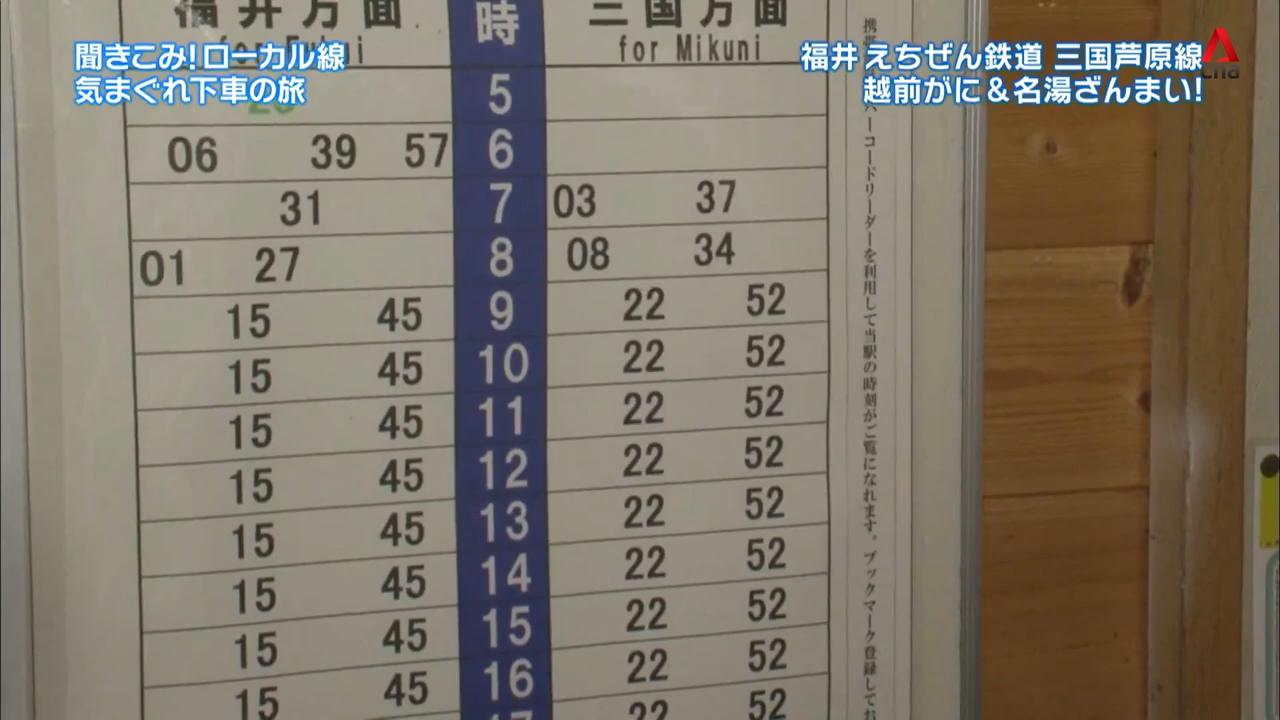 聞きこみ!ローカル線
気まぐれ下車の旅
福井 えちぜん鉄道 三国芦原線
越前がに&名湯ざんまい!
cna
福井方面 時 三国方面
for Fukui for Mikuni
5
06 39 57 6
31 7 03 37
01 27 8 08 34
15 45 9 22 52
15 45 10 22 52
15 45 11 22 52
15 45 12 22 52
15 45 13 22 52
15 45 14 22 52
15 45 15 22 52
15 45 16 22 52
17 22 52
コードリーダーを利用して当駅の時刻がご覧になれます。ブックマーク登録してお